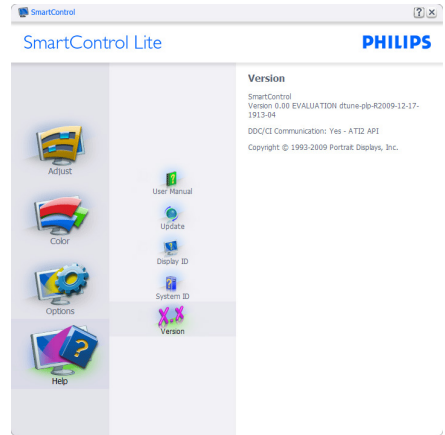 SmartControl
SmartControl Lite
PHILIPS
Adjust
Color
Options
Help
User Manual
Update
Display ID
System ID
X.X
Version
Version
SmartControl
Version 0.00 EVALUATION dtune-plp-R2009-12-17-
1913-04
DDC/CI Communication: Yes - ATI2 API
Copyright © 1993-2009 Portrait Displays, Inc.